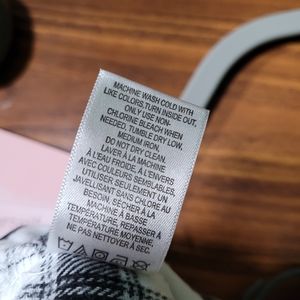 MACHINE WASH COLD WITH
LIKE COLORS, TURN INSIDE OUT,
ONLY USE NON-
CHLORINE BLEACH WHEN
NEEDED, TUMBLE DRY LOW,
MEDIUM IRON,
DO NOT DRY CLEAN.
LAVER À LA MACHINE
À L'EAU FROIDE, À L'ENVERS
AVEC COULEURS SEMBLABLES,
UTILISER SEULEMENT UN
JAVELLISANT SANS CHLORE AU
BESOIN, SÉCHER À LA
MACHINE À BASSE
TEMPÉRATURE, REPASSER À
TEMPÉRATURE MOYENNE,
NE PAS NETTOYER À SEC.